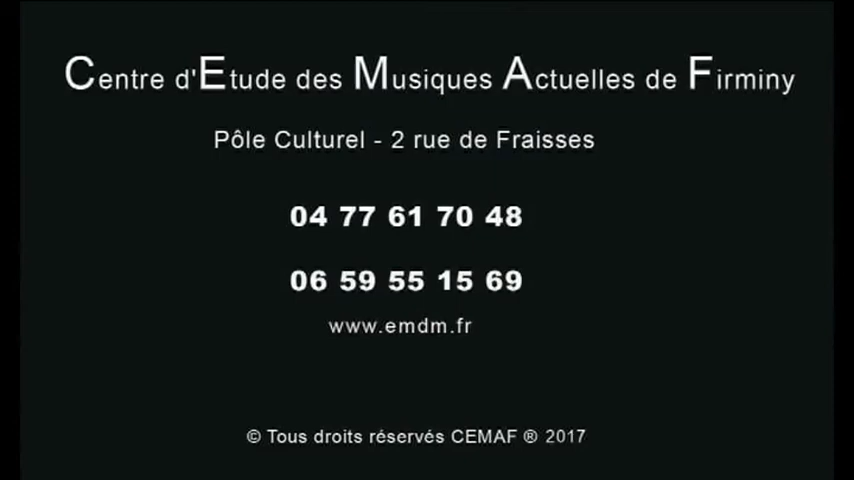 Centre d'Etude des Musiques Actuelles de Firminy
Pôle Culturel - 2 rue de Fraisses
04 77 61 70 48
06 59 55 15 69
www.emdm.fr
© Tous droits réservés CEMAF ® 2017